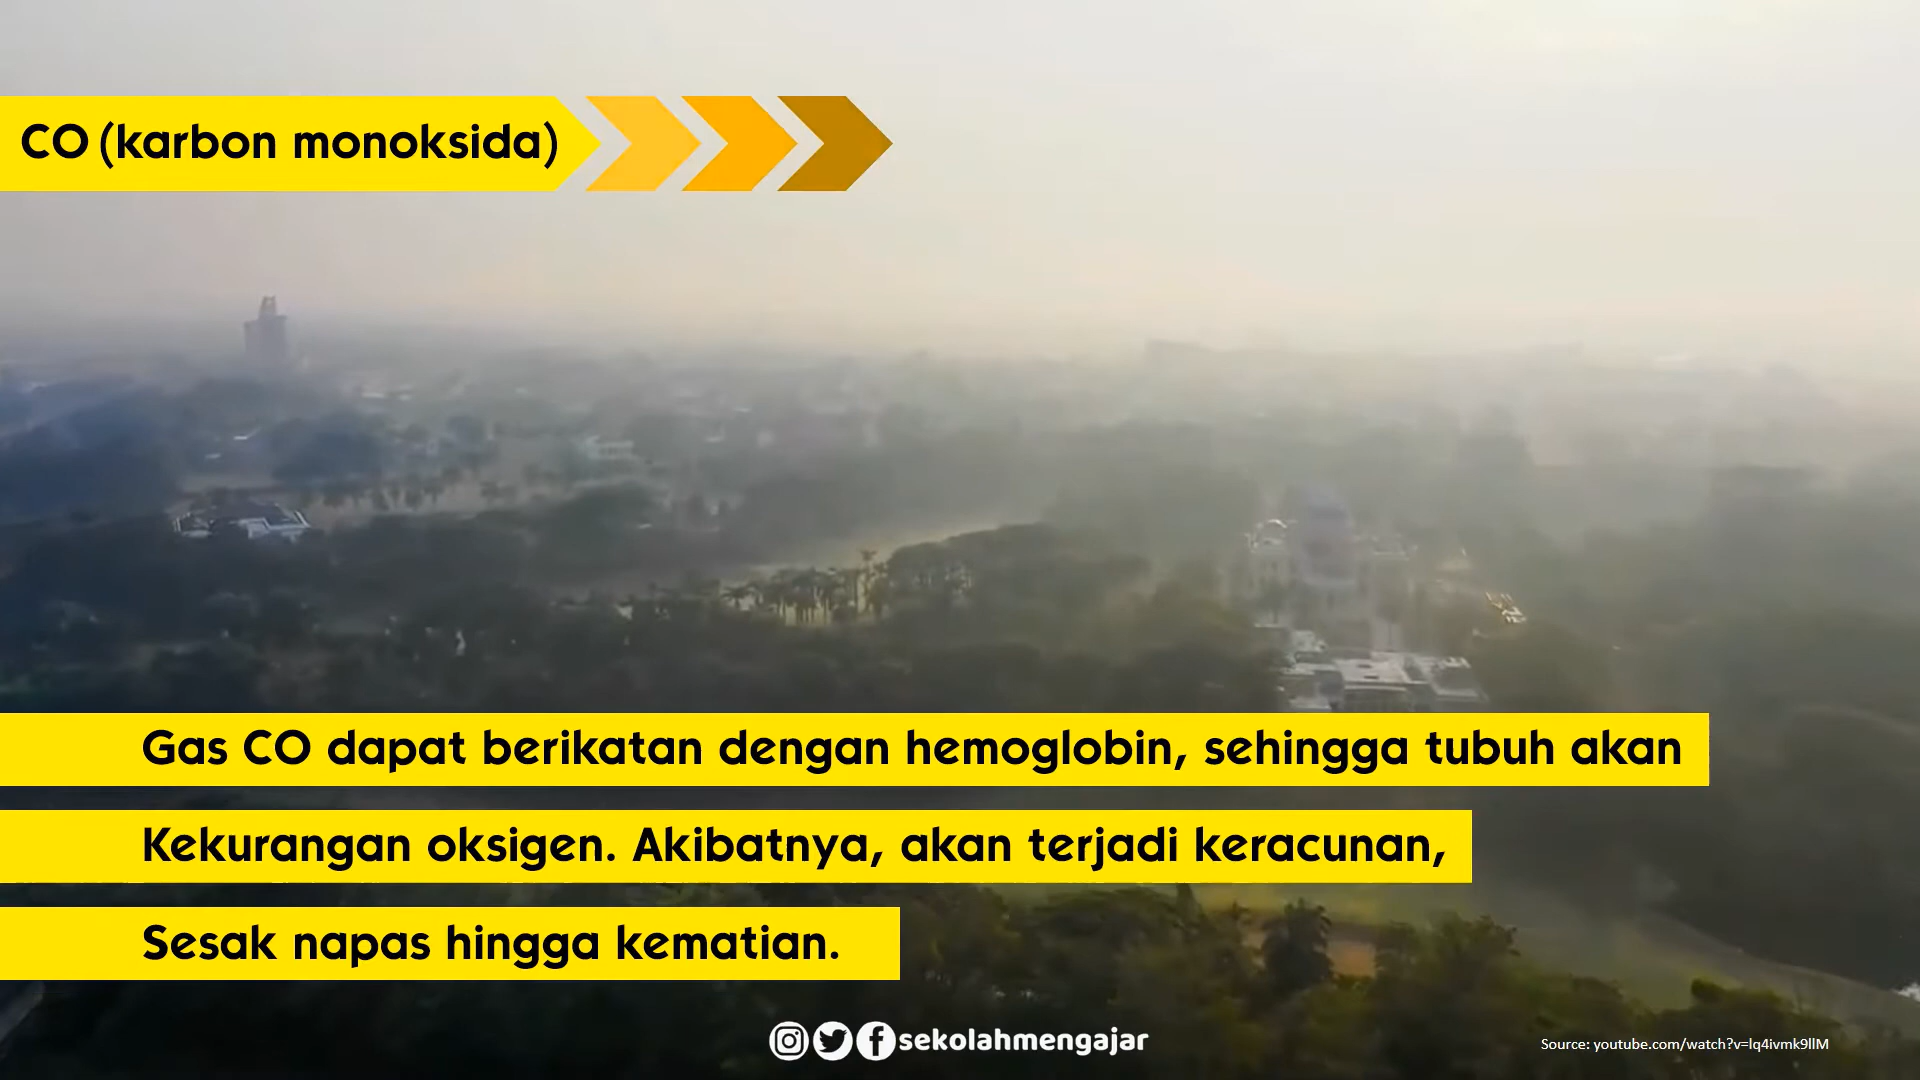 CO (karbon monoksida)
Gas CO dapat berikatan dengan hemoglobin, sehingga tubuh akan
Kekurangan oksigen. Akibatnya, akan terjadi keracunan,
Sesak napas hingga kematian.
sekolahmengajar
Source: youtube.com/watch?v=lq4ivmk9llM